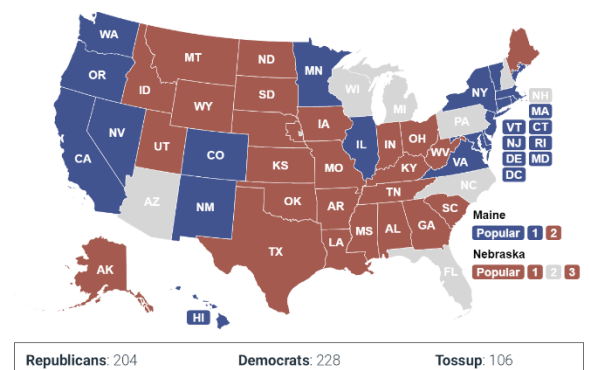 WA
MT
ND
MN
OR
ID
SD
WI
NY
NH
WY
MI
MA
IA
PA
VT CT
NV
UT
CO
IL
IN
OH
NJ RI
CA
KS
MO
WV
VA
DE MD
KY
DC
AZ
NM
OK
AR
TN
NC
SC
Maine
TX
LA
MS
AL
GA
Popular 1 2
Nebraska
AK
FL
Popular 1 2 3
HI
Republicans: 204 Democrats: 228 Tossup: 106